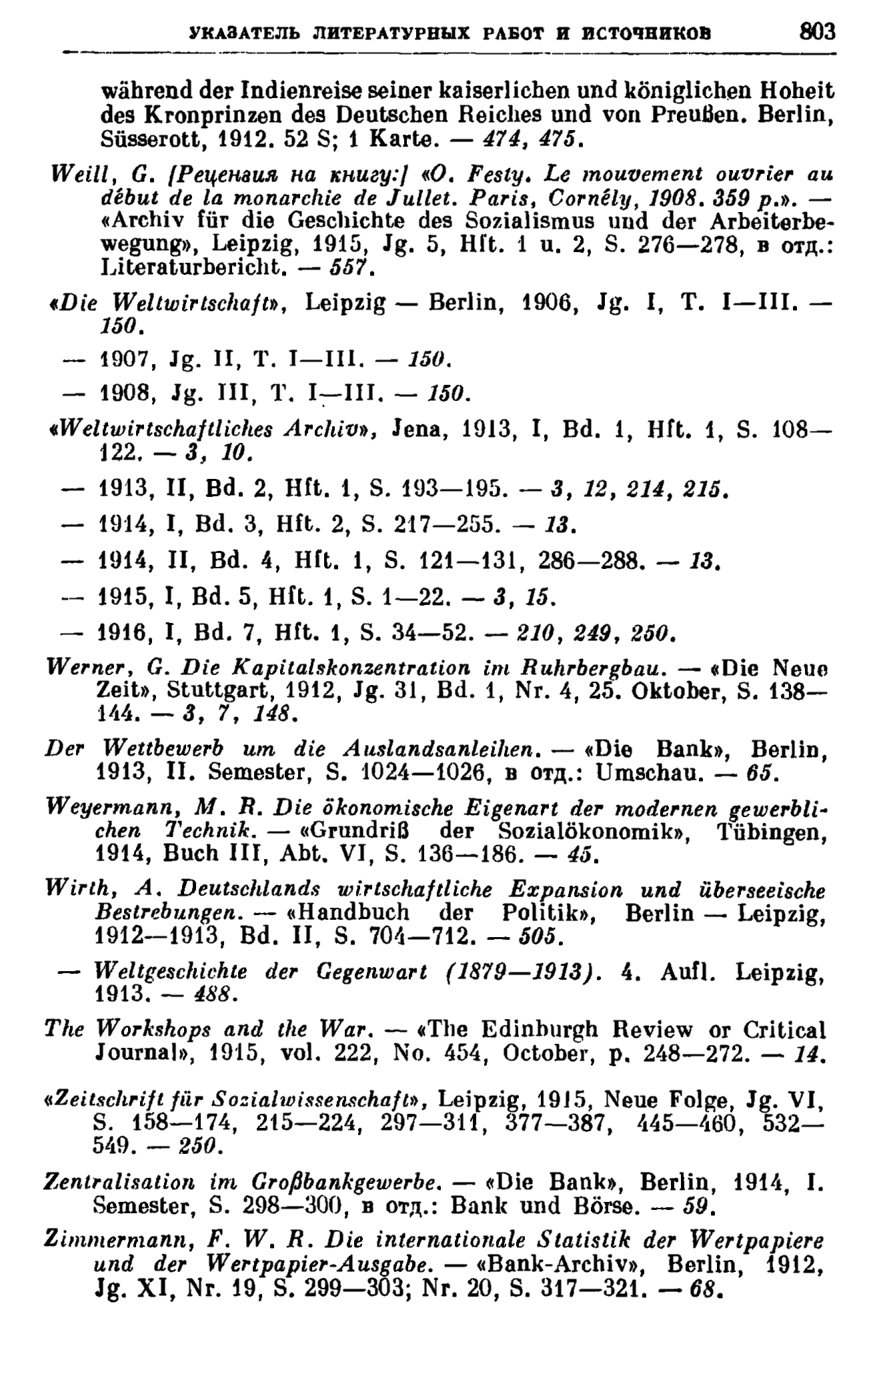 УКАЗАТЕЛЬ ЛИТЕРАТУРНЫХ РАБОТ И ИСТОЧНИКОВ 803
während der Indienreise seiner kaiserlichen und königlichen Hoheit
des Kronprinzen des Deutschen Reiches und von Preußen. Berlin,
Süsserott, 1912. 52 S; 1 Karte. — 474, 475.
Weill, G. [Рецензия на книгу:] «O. Festy. Le mouvement ouvrier au
début de la monarchie de Jullet. Paris, Cornély, 1908. 359 p.». —
«Archiv für die Geschichte des Sozialismus und der Arbeiterbe-
wegung», Leipzig, 1915, Jg. 5, Hft. 1 u. 2, S. 276—278, в отд.:
Literaturbericht. — 557.
«Die Weltwirtschaft», Leipzig — Berlin, 1906, Jg. I, T. I—III. —
150.
— 1907, Jg. II, T. I—III. — 150.
— 1908, Jg. III, T. I—III. — 150.
«Weltwirtschaftliches Archiv», Jena, 1913, I, Bd. 1, Hft. 1, S. 108—
122. — 3, 10.
— 1913, II, Bd. 2, Hft. 1, S. 193—195. — 3, 12, 214, 215.
— 1914, I, Bd. 3, Hft. 2, S. 217—255. — 13.
— 1914, II, Bd. 4, Hft. 1, S. 121—131, 286—288. — 13.
— 1915, I, Bd. 5, Hft. 1, S. 1—22. — 3, 15.
— 1916, I, Bd. 7, Hft. 1, S. 34—52. — 210, 249, 250.
Werner, G. Die Kapitalskonzentration im Ruhrbergbau. — «Die Neue
Zeit», Stuttgart, 1912, Jg. 31, Bd. 1, Nr. 4, 25. Oktober, S. 138—
144. — 3, 7, 148.
Der Wettbewerb um die Auslandsanleihen. — «Die Bank», Berlin,
1913, II. Semester, S. 1024—1026, в отд.: Umschau. — 65.
Weyermann, M. R. Die ökonomische Eigenart der modernen gewerbli-
chen Technik. — «Grundriß der Sozialökonomik», Tübingen,
1914, Buch III, Abt. VI, S. 136—186. — 45.
Wirth, A. Deutschlands wirtschaftliche Expansion und überseeische
Bestrebungen. — «Handbuch der Politik», Berlin — Leipzig,
1912—1913, Bd. II, S. 704—712. — 505.
— Weltgeschichte der Gegenwart (1879—1913). 4. Aufl. Leipzig,
1913. — 488.
The Workshops and the War. — «The Edinburgh Review or Critical
Journal», 1915, vol. 222, No. 454, October, p. 248—272. — 14.
«Zeitschrift für Sozialwissenschaft», Leipzig, 1915, Neue Folge, Jg. VI,
S. 158—174, 215—224, 297—311, 377—387, 445—460, 532—
549. — 250.
Zentralisation im Großbankgewerbe. — «Die Bank», Berlin, 1914, I.
Semester, S. 298—300, в отд.: Bank und Börse. — 59.
Zimmermann, F. W. R. Die internationale Statistik der Wertpapiere
und der Wertpapier-Ausgabe. — «Bank-Archiv», Berlin, 1912,
Jg. XI, Nr. 19, S. 299—303; Nr. 20, S. 317—321. — 68.